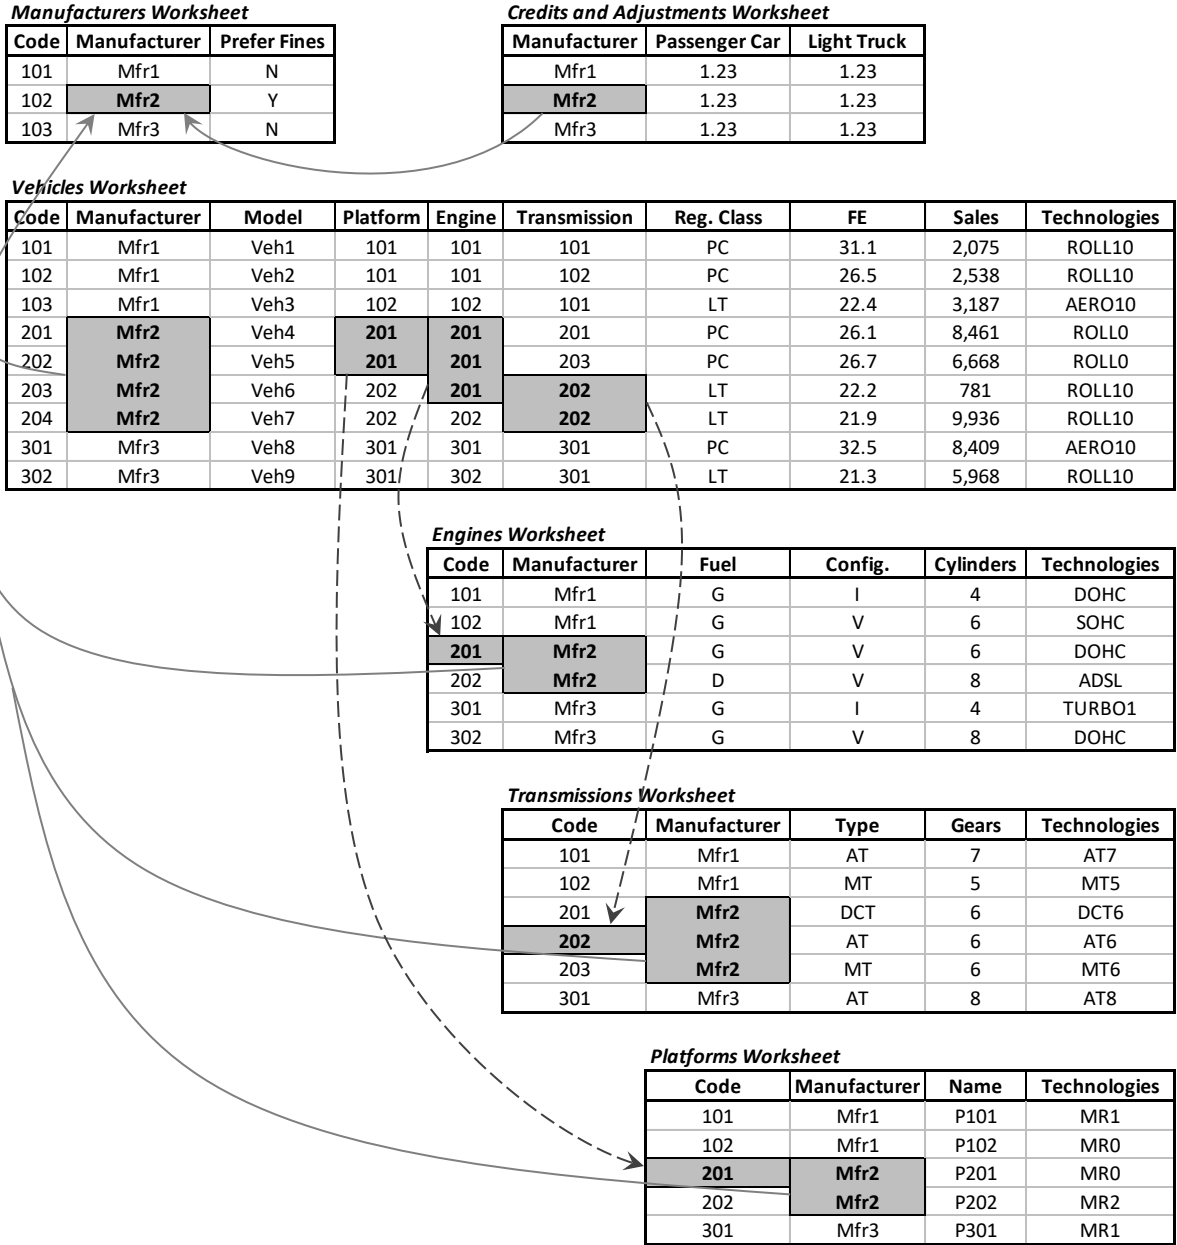 Manufacturers Worksheet Credits and Adjustments Worksheet
Code Manufacturer Prefer Fines Manufacturer Passenger Car Light Truck
101 Mfr1 N Mfr1 1.23 1.23
102 Mfr2 Y Mfr2 1.23 1.23
103 Mfr3 N Mfr3 1.23 1.23
Vehicles Worksheet
Code Manufacturer Model Platform Engine Transmission Reg. Class FE Sales Technologies
101 Mfr1 Veh1 101 101 101 PC 31.1 2,075 ROLL10
102 Mfr1 Veh2 101 101 102 PC 26.5 2,538 ROLL10
103 Mfr1 Veh3 102 102 101 LT 22.4 3,187 AERO10
201 Mfr2 Veh4 201 201 201 PC 26.1 8,461 ROLL0
202 Mfr2 Veh5 201 201 203 PC 26.7 6,668 ROLL0
203 Mfr2 Veh6 202 201 202 LT 22.2 781 ROLL10
204 Mfr2 Veh7 202 202 202 LT 21.9 9,936 ROLL10
301 Mfr3 Veh8 301 301 301 PC 32.5 8,409 AERO10
302 Mfr3 Veh9 301 302 301 LT 21.3 5,968 ROLL10
Engines Worksheet
Code Manufacturer Fuel Config. Cylinders Technologies
101 Mfr1 G I 4 DOHC
102 Mfr1 G V 6 SOHC
201 Mfr2 G V 6 DOHC
202 Mfr2 D V 8 ADSL
301 Mfr3 G I 4 TURBO1
302 Mfr3 G V 8 DOHC
Transmissions Worksheet
Code Manufacturer Type Gears Technologies
101 Mfr1 AT 7 AT7
102 Mfr1 MT 5 MT5
201 Mfr2 DCT 6 DCT6
202 Mfr2 AT 6 AT6
203 Mfr2 MT 6 MT6
301 Mfr3 AT 8 AT8
Platforms Worksheet
Code Manufacturer Name Technologies
101 Mfr1 P101 MR1
102 Mfr1 P102 MR0
201 Mfr2 P201 MR0
202 Mfr2 P202 MR2
301 Mfr3 P301 MR1